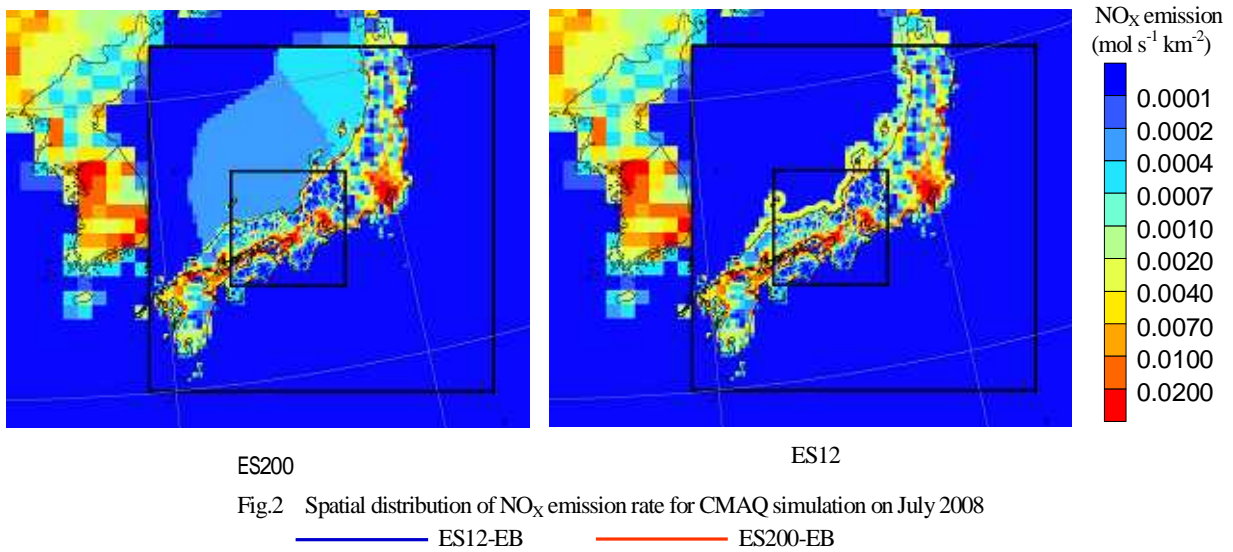 NOX emission
(mol s-1 km-2)
0.0001
0.0002
0.0004
0.0007
0.0010
0.0020
0.0040
0.0070
0.0100
0.0200
ES200
ES12
Fig.2 Spatial distribution of NOX emission rate for CMAQ simulation on July 2008
ES12-EB ES200-EB